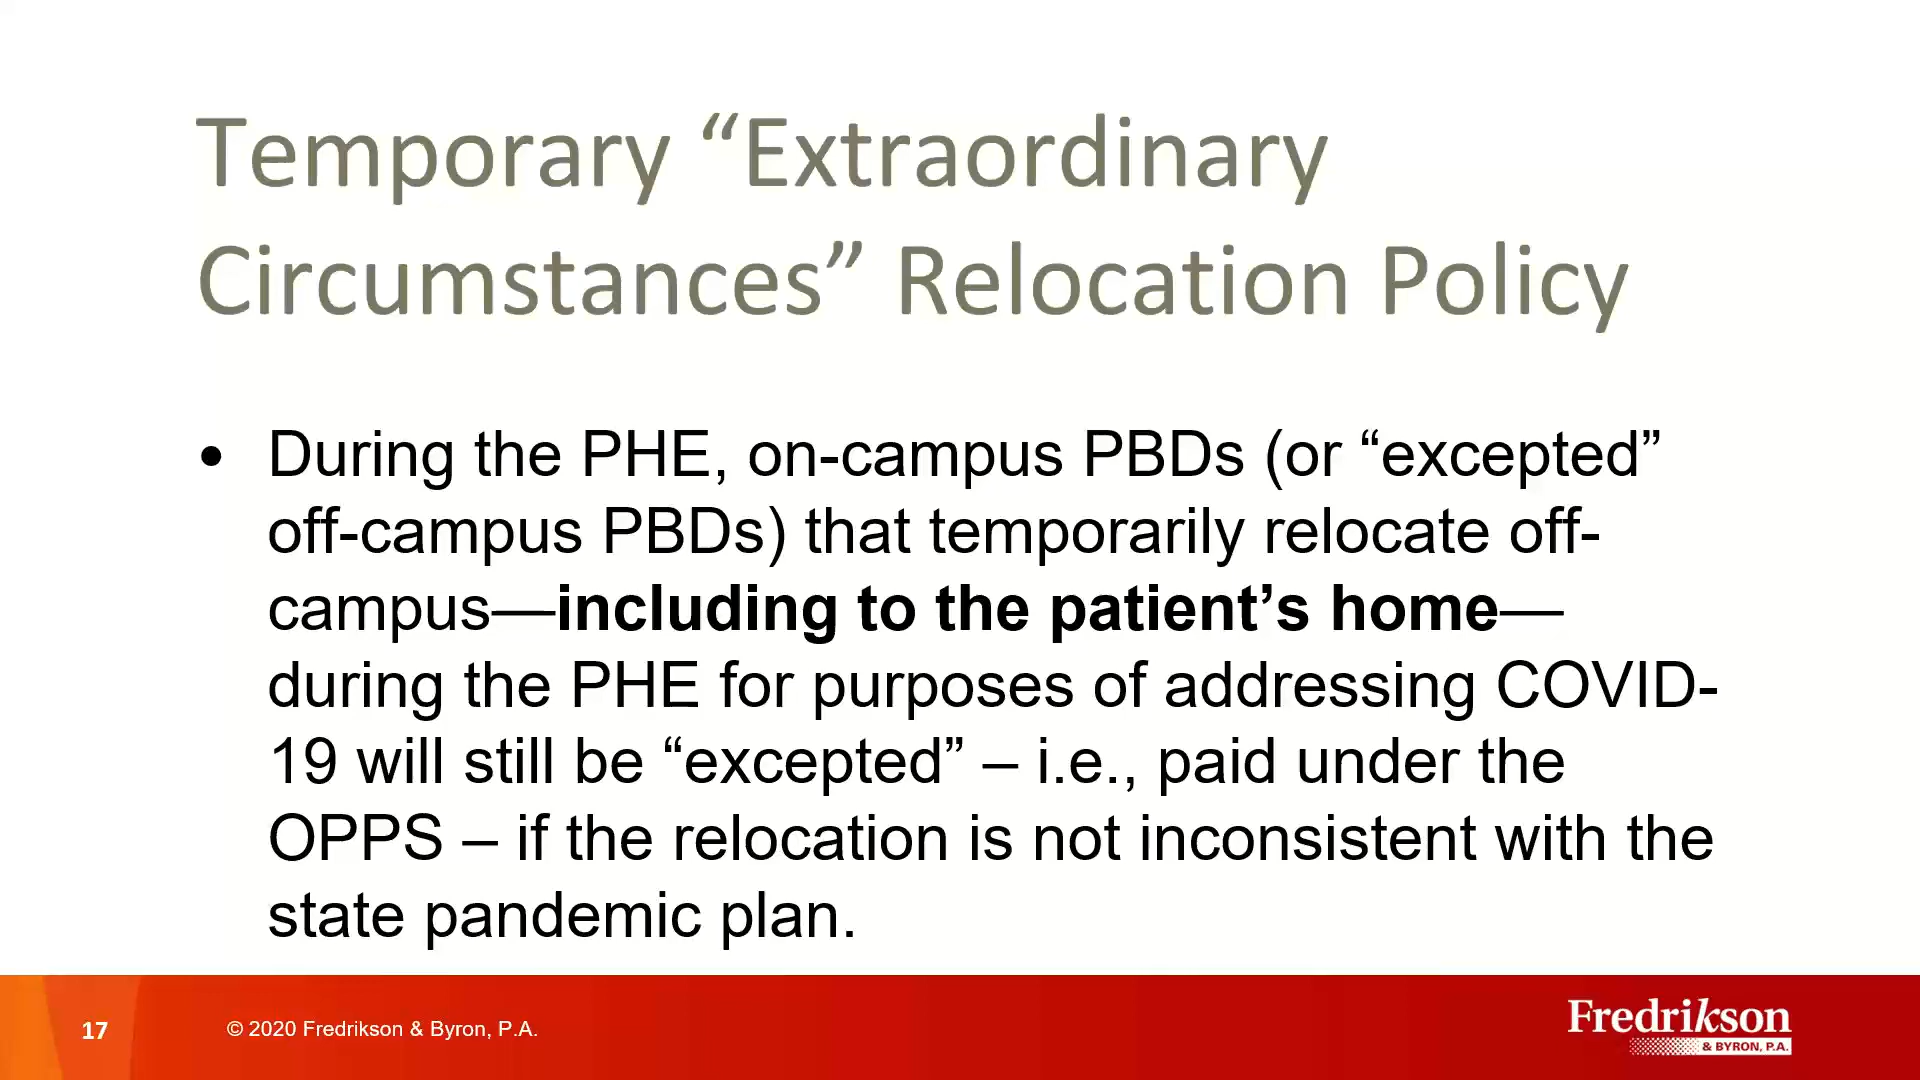 Temporary “Extraordinary
Circumstances” Relocation Policy
• During the PHE, on-campus PBDs (or “excepted”
off-campus PBDs) that temporarily relocate off-
campus—including to the patient’s home—
during the PHE for purposes of addressing COVID-
19 will still be “excepted” – i.e., paid under the
OPPS – if the relocation is not inconsistent with the
state pandemic plan.
17
© 2020 Fredrikson & Byron, P.A.
Fredrikson
& BYRON, P.A.